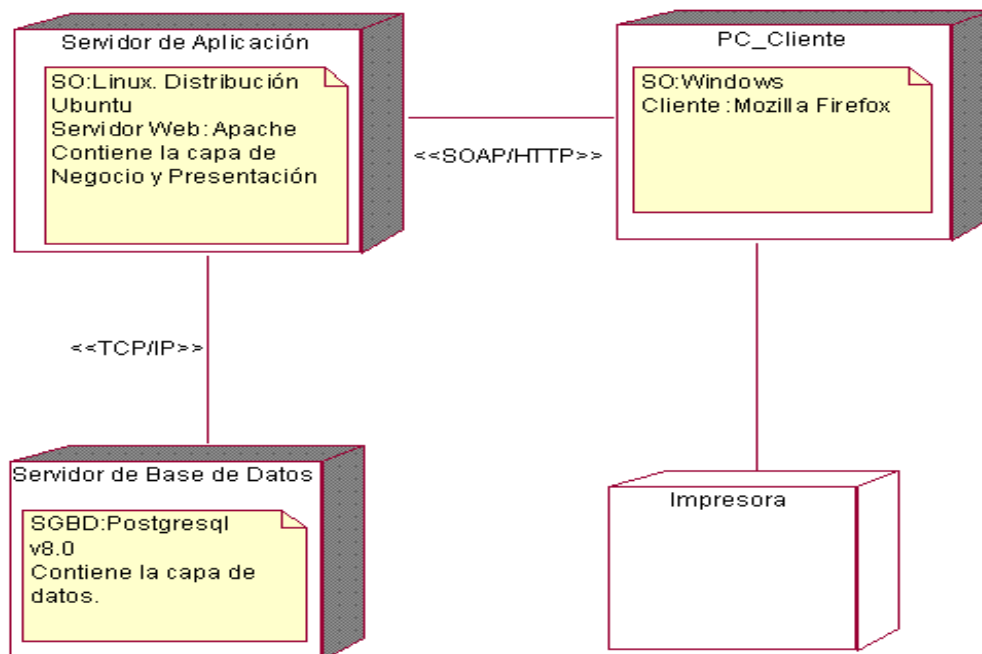 Servidor de Aplicación
SO:Linux. Distribución
Ubuntu
Servidor Web: Apache
Contiene la capa de
Negocio y Presentación
<<SOAP/HTTP>>
PC_Cliente
SO:Windows
Cliente :Mozilla Firefox
<<TCP/IP>>
Servidor de Base de Datos
SGBD:Postgresql
v8.0
Contiene la capa de
datos.
Impresora